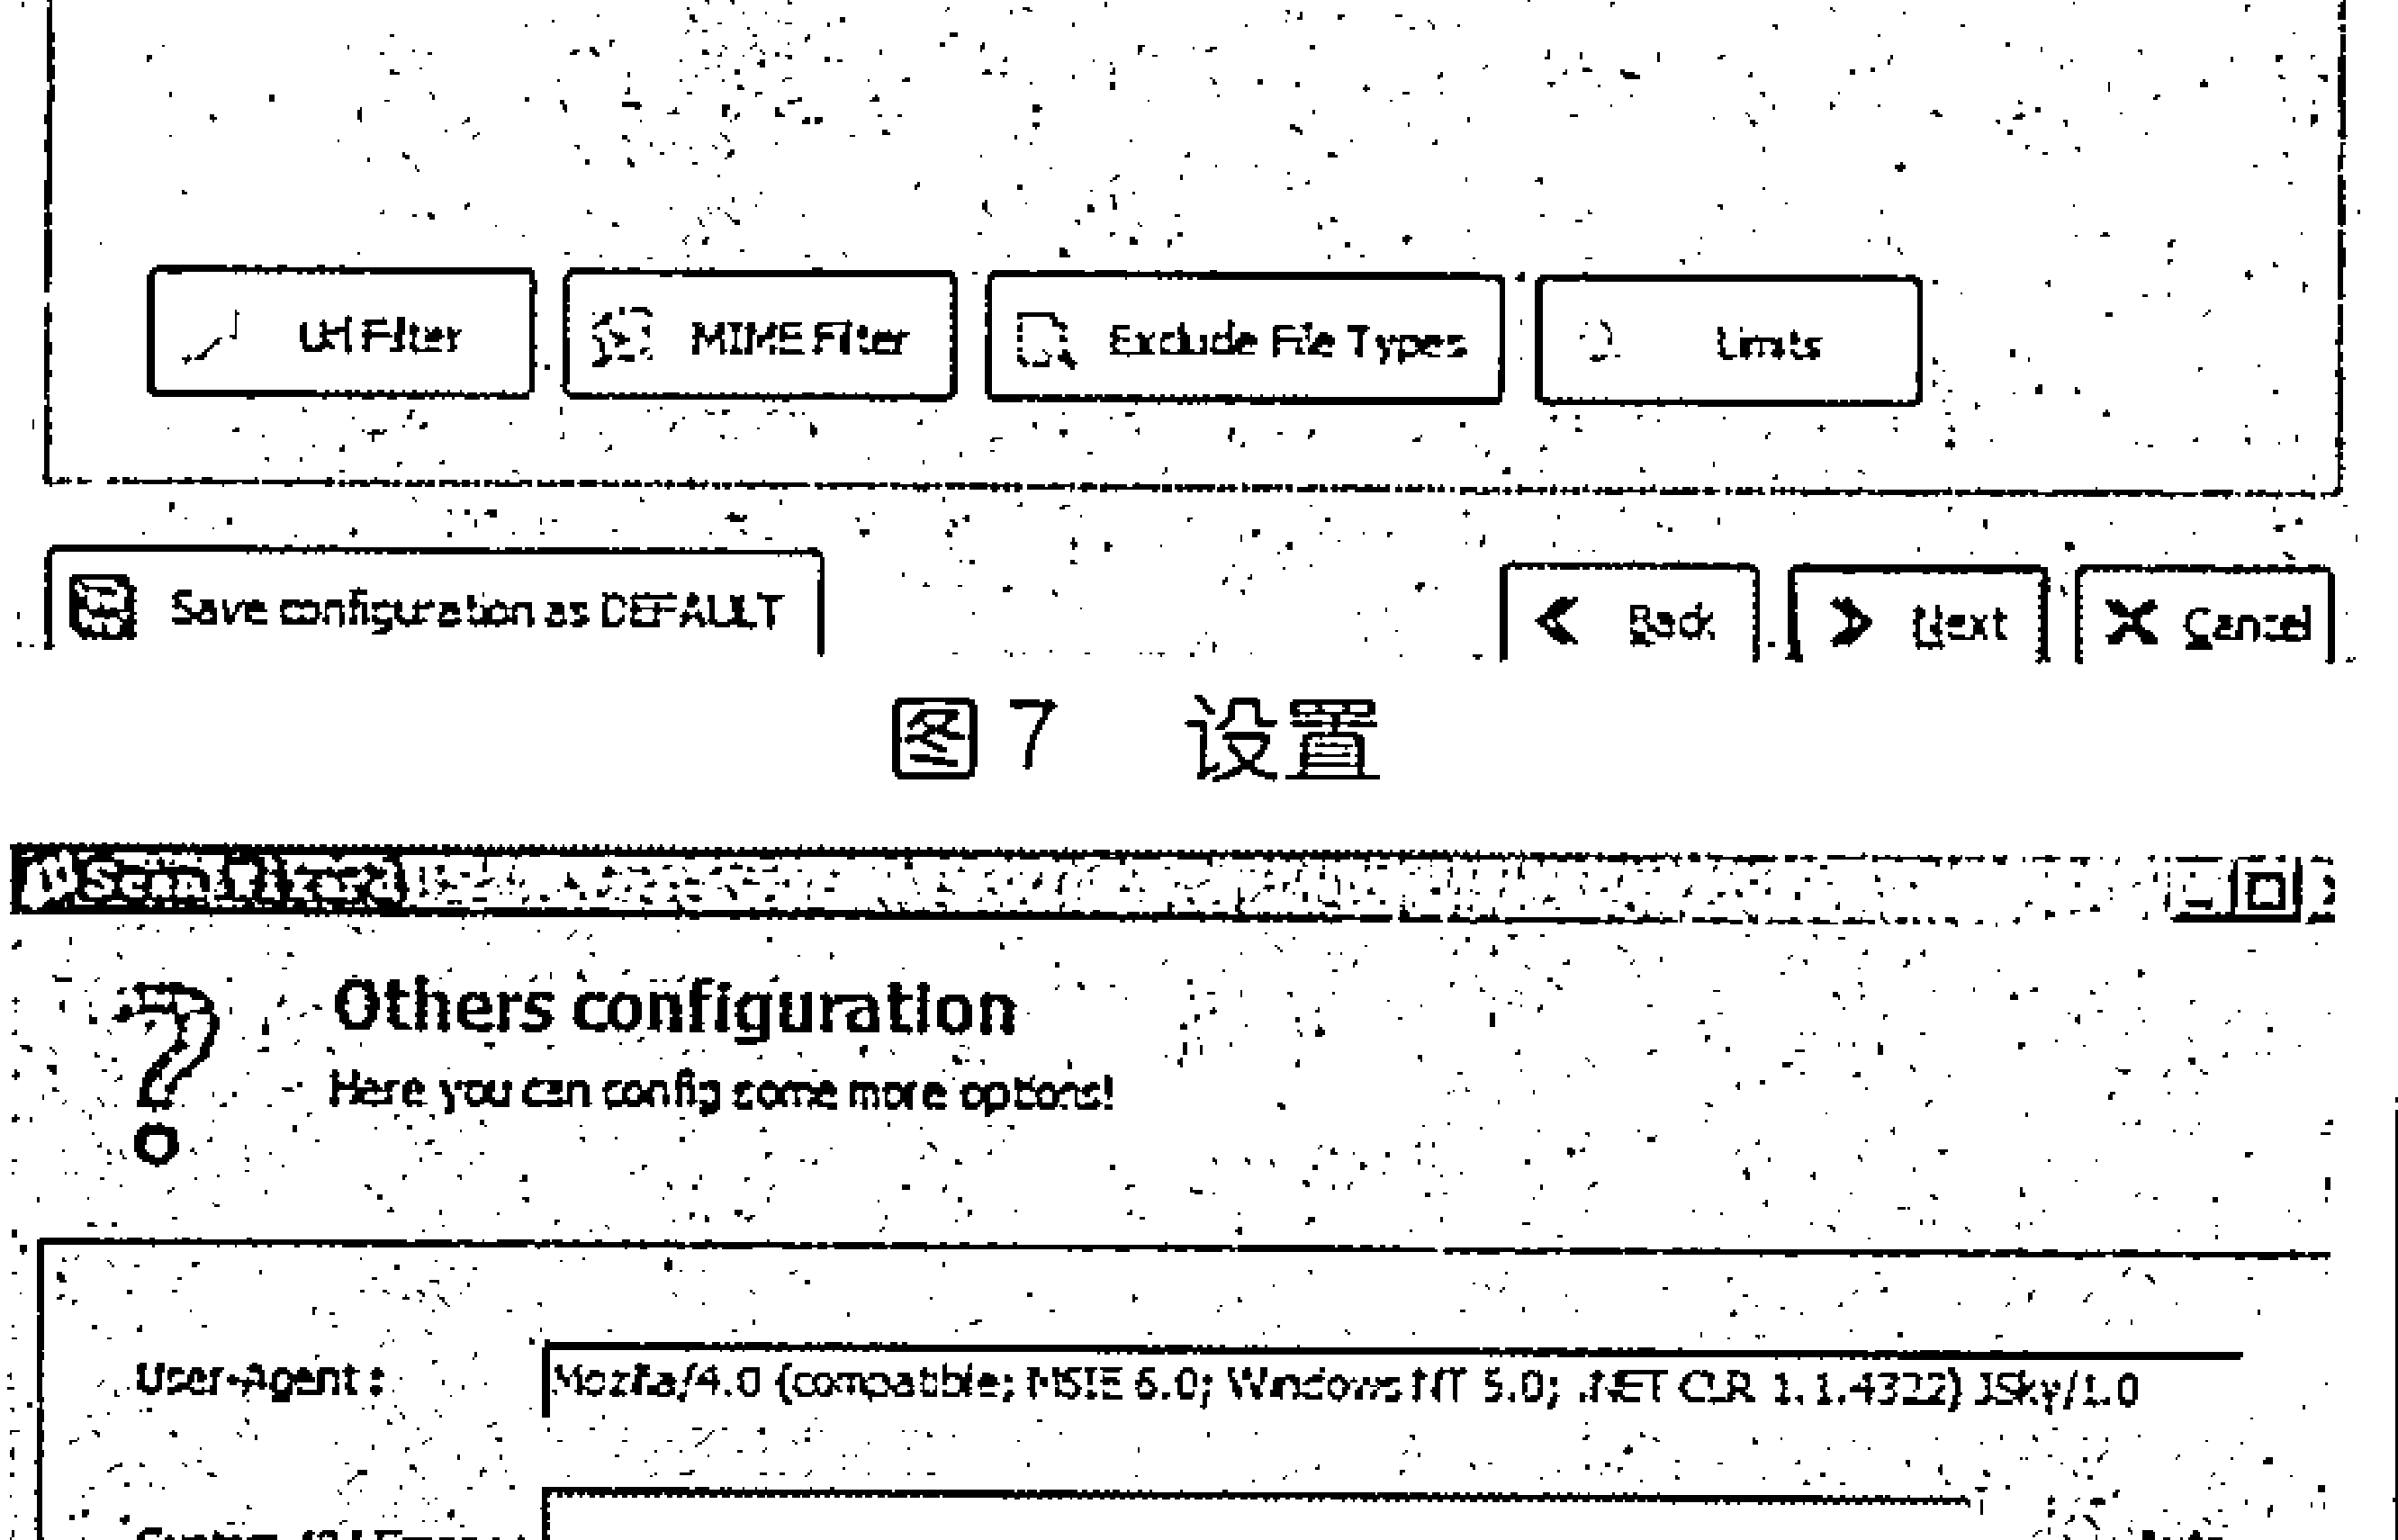 Url Filter MIME Filter Exclude File Types Limits
Save configuration as DEFAULT Back Next Cancel
图 7 设置
Scan Wizard
Others configuration
Here you can config some more options!
User-Agent : Mozilla/4.0 (compatible; MSIE 6.0; Windows NT 5.0; .NET CLR 1.1.4322) JSky/1.0